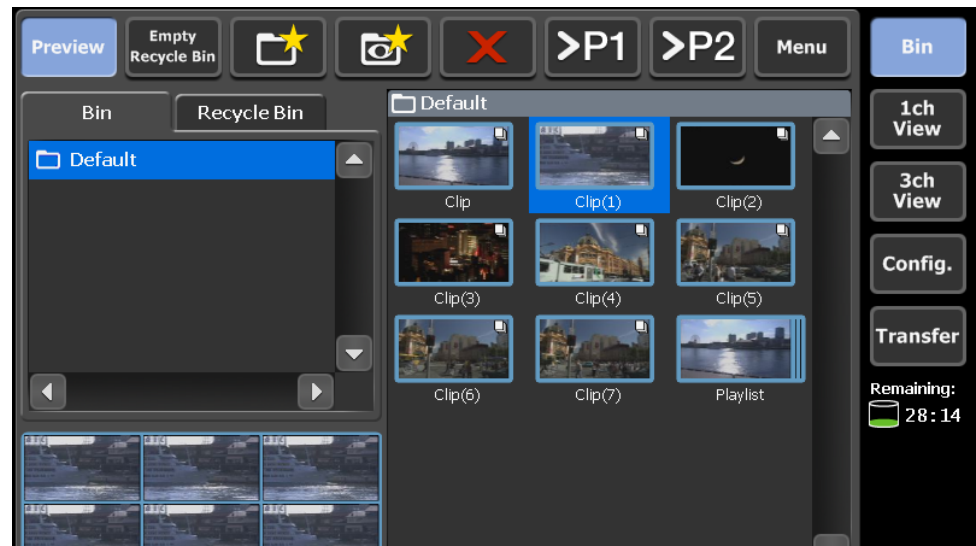 Preview
Empty
Recycle Bin
>P1
>P2
Menu
Bin
Bin
Recycle Bin
Default
1ch
View
Default
3ch
View
Clip
Clip(1)
Clip(2)
Config.
Clip(3)
Clip(4)
Clip(5)
Transfer
Clip(6)
Clip(7)
Playlist
Remaining:
28:14